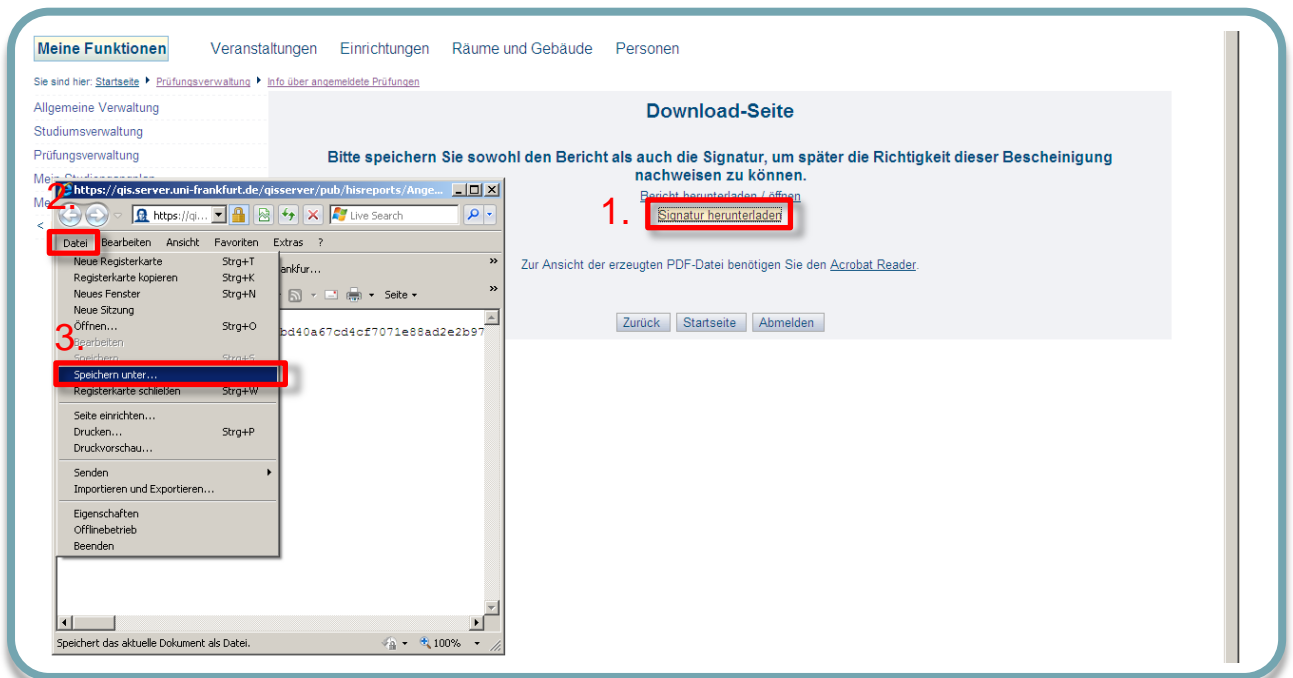 Meine Funktionen Veranstaltungen Einrichtungen Räume und Gebäude Personen
Sie sind hier: Startseite Prüfungsverwaltung Info über angemeldete Prüfungen
Allgemeine Verwaltung
Studiumsverwaltung
Prüfungsverwaltung
Download-Seite
Bitte speichern Sie sowohl den Bericht als auch die Signatur, um später die Richtigkeit dieser Bescheinigung
nachweisen zu können.
Bericht herunterladen / öffnen
1. Signatur herunterladen
Zur Ansicht der erzeugten PDF-Datei benötigen Sie den Acrobat Reader.
Zurück Startseite Abmelden
2.
https://qis.server.uni-frankfurt.de/qisserver/pub/hisreports/Ange...
https://qi... Live Search
Datei Bearbeiten Ansicht Favoriten Extras ?
ankfur... »
Seite »
bd40a67cd4cf7071e88ad2e2b97
Neue Registerkarte Strg+T
Registerkarte kopieren Strg+K
Neues Fenster Strg+N
Neue Sitzung
Öffnen... Strg+O
3.
Bearbeiten
Speichern Strg+S
Speichern unter...
Registerkarte schließen Strg+W
Seite einrichten...
Drucken... Strg+P
Druckvorschau...
Senden
Importieren und Exportieren...
Eigenschaften
Offlinebetrieb
Beenden
Speichert das aktuelle Dokument als Datei. 100%